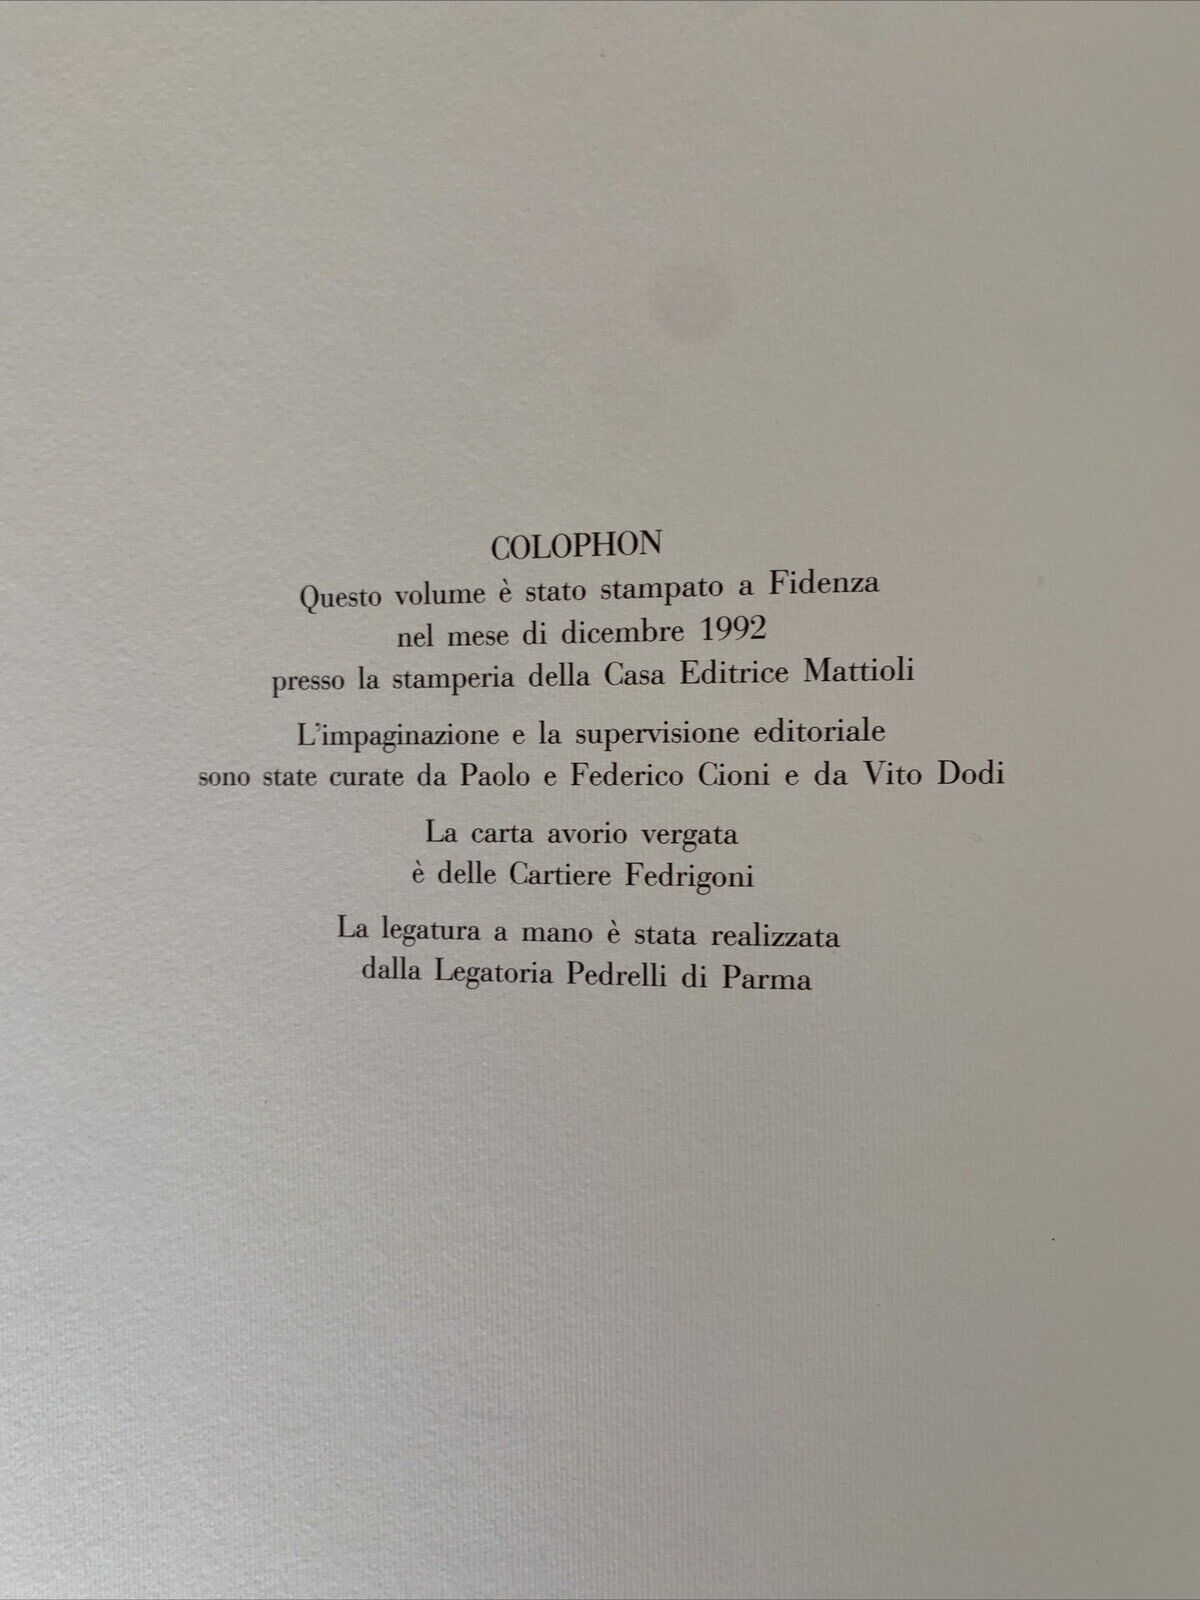 COLOPHON
Questo volume è stato stampato a Fidenza
nel mese di dicembre 1992
presso la stamperia della Casa Editrice Mattioli
L'impaginazione e la supervisione editoriale
sono state curate da Paolo e Federico Cioni e da Vito Dodi
La carta avorio vergata
è delle Cartiere Fedrigoni
La legatura a mano è stata realizzata
dalla Legatoria Pedrelli di Parma